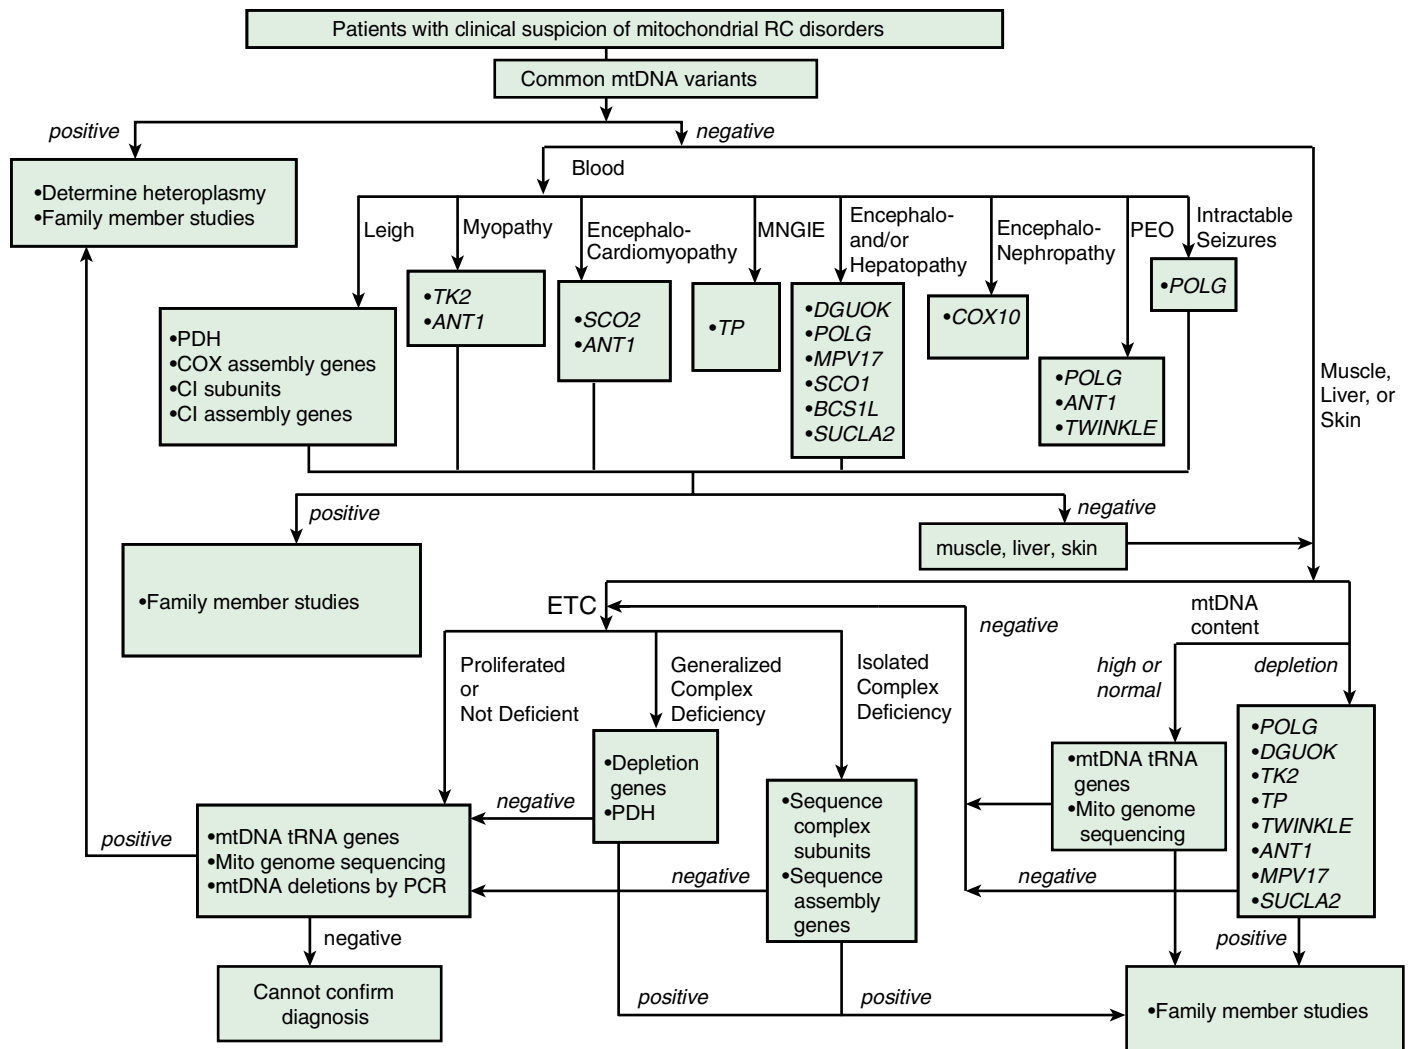 Patients with clinical suspicion of mitochondrial RC disorders
Common mtDNA variants
positive
negative
•Determine heteroplasmy
•Family member studies
Blood
Leigh
Myopathy
Encephalo-
Cardiomyopathy
MNGIE
Encephalo-
and/or
Hepatopathy
Encephalo-
Nephropathy
PEO
Intractable
Seizures
•PDH
•COX assembly genes
•CI subunits
•CI assembly genes
•TK2
•ANT1
•SCO2
•ANT1
•TP
•DGUOK
•POLG
•MPV17
•SCO1
•BCS1L
•SUCLA2
•COX10
•POLG
•ANT1
•TWINKLE
•POLG
Muscle,
Liver, or
Skin
positive
negative
•Family member studies
muscle, liver, skin
ETC
negative
mtDNA
content
Proliferated
or
Not Deficient
Generalized
Complex
Deficiency
Isolated
Complex
Deficiency
high or
normal
depletion
•Depletion
genes
•PDH
•Sequence
complex
subunits
•Sequence
assembly
genes
•mtDNA tRNA
genes
•Mito genome
sequencing
•POLG
•DGUOK
•TK2
•TP
•TWINKLE
•ANT1
•MPV17
•SUCLA2
negative
positive
•mtDNA tRNA genes
•Mito genome sequencing
•mtDNA deletions by PCR
negative
negative
negative
positive
Cannot confirm
diagnosis
positive
positive
•Family member studies